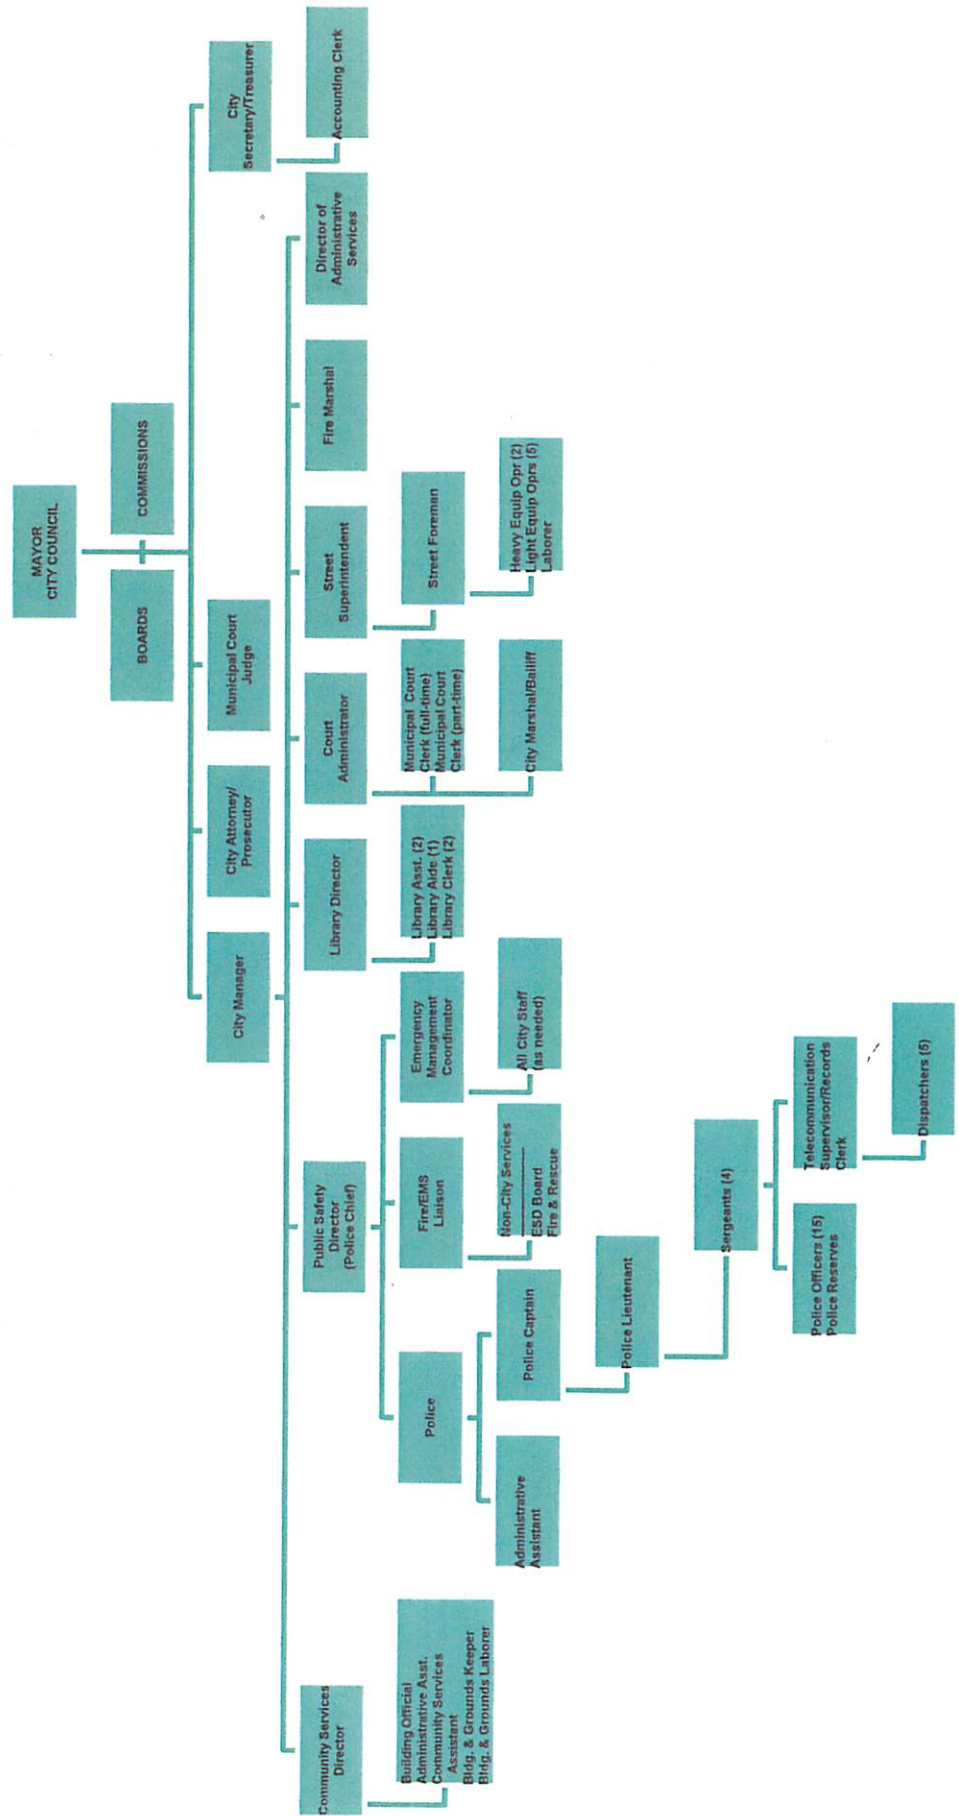 MAYOR
CITY COUNCIL
BOARDS
COMMISSIONS
City Manager
City Attorney/
Prosecutor
Municipal Court
Judge
City
Secretary/Treasurer
Community Services
Director
Public Safety
Director
(Police Chief)
Library Director
Court
Administrator
Street
Superintendent
Fire Marshal
Director of
Administrative
Services
Accounting Clerk
Building Official
Administrative Asst.
Community Services
Assistant
Bldg. & Grounds Keeper
Bldg. & Grounds Laborer
Police
Fire/EMS
Liaison
Emergency
Management
Coordinator
Library Asst. (2)
Library Aide (1)
Library Clerk (2)
Municipal Court
Clerk (full-time)
Municipal Court
Clerk (part-time)
Street Foreman
Administrative
Assistant
Police Captain
Non-City Services
ESD Board
Fire & Rescue
All City Staff
(as needed)
City Marshal/Bailiff
Heavy Equip Opr (2)
Light Equip Oprs (5)
Laborer
Police Lieutenant
Sergeants (4)
Police Officers (15)
Police Reserves
Telecommunication
Supervisor/Records
Clerk
Dispatchers (5)